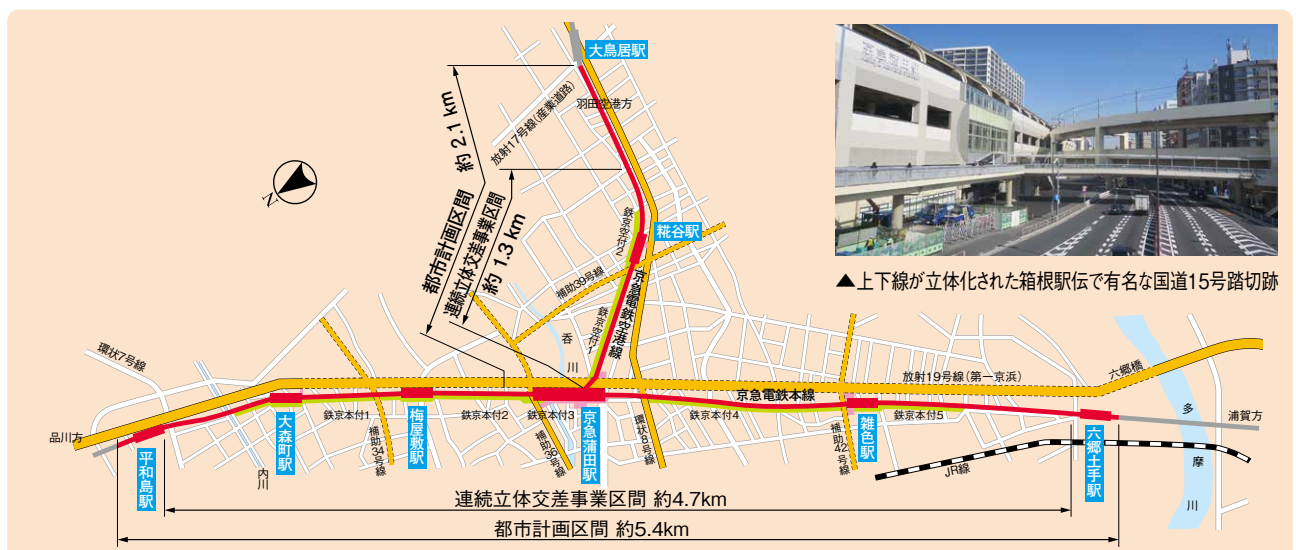 大鳥居駅
羽田空港方
放射17号線(産業道路)
約 2.1 km
都市計画区間
連続立体交差事業区間
約 1.3 km
N
糀谷駅
鉄京空付2
補助39号線
京急電鉄空港線
鉄京空付1
呑川
京急蒲田駅
▲上下線が立体化された箱根駅伝で有名な国道15号踏切跡
環状7号線
放射19号線(第一京浜)
六郷橋
京急電鉄本線
品川方
平和島駅
大森町駅
内川
鉄京本付1
補助34号線
梅屋敷駅
鉄京本付2
鉄京本付3
補助36号線
京急蒲田駅
環状8号線
鉄京本付4
補助42号線
雑色駅
鉄京本付5
JR線
六郷土手駅
多摩川
浦賀方
連続立体交差事業区間 約4.7km
都市計画区間 約5.4km